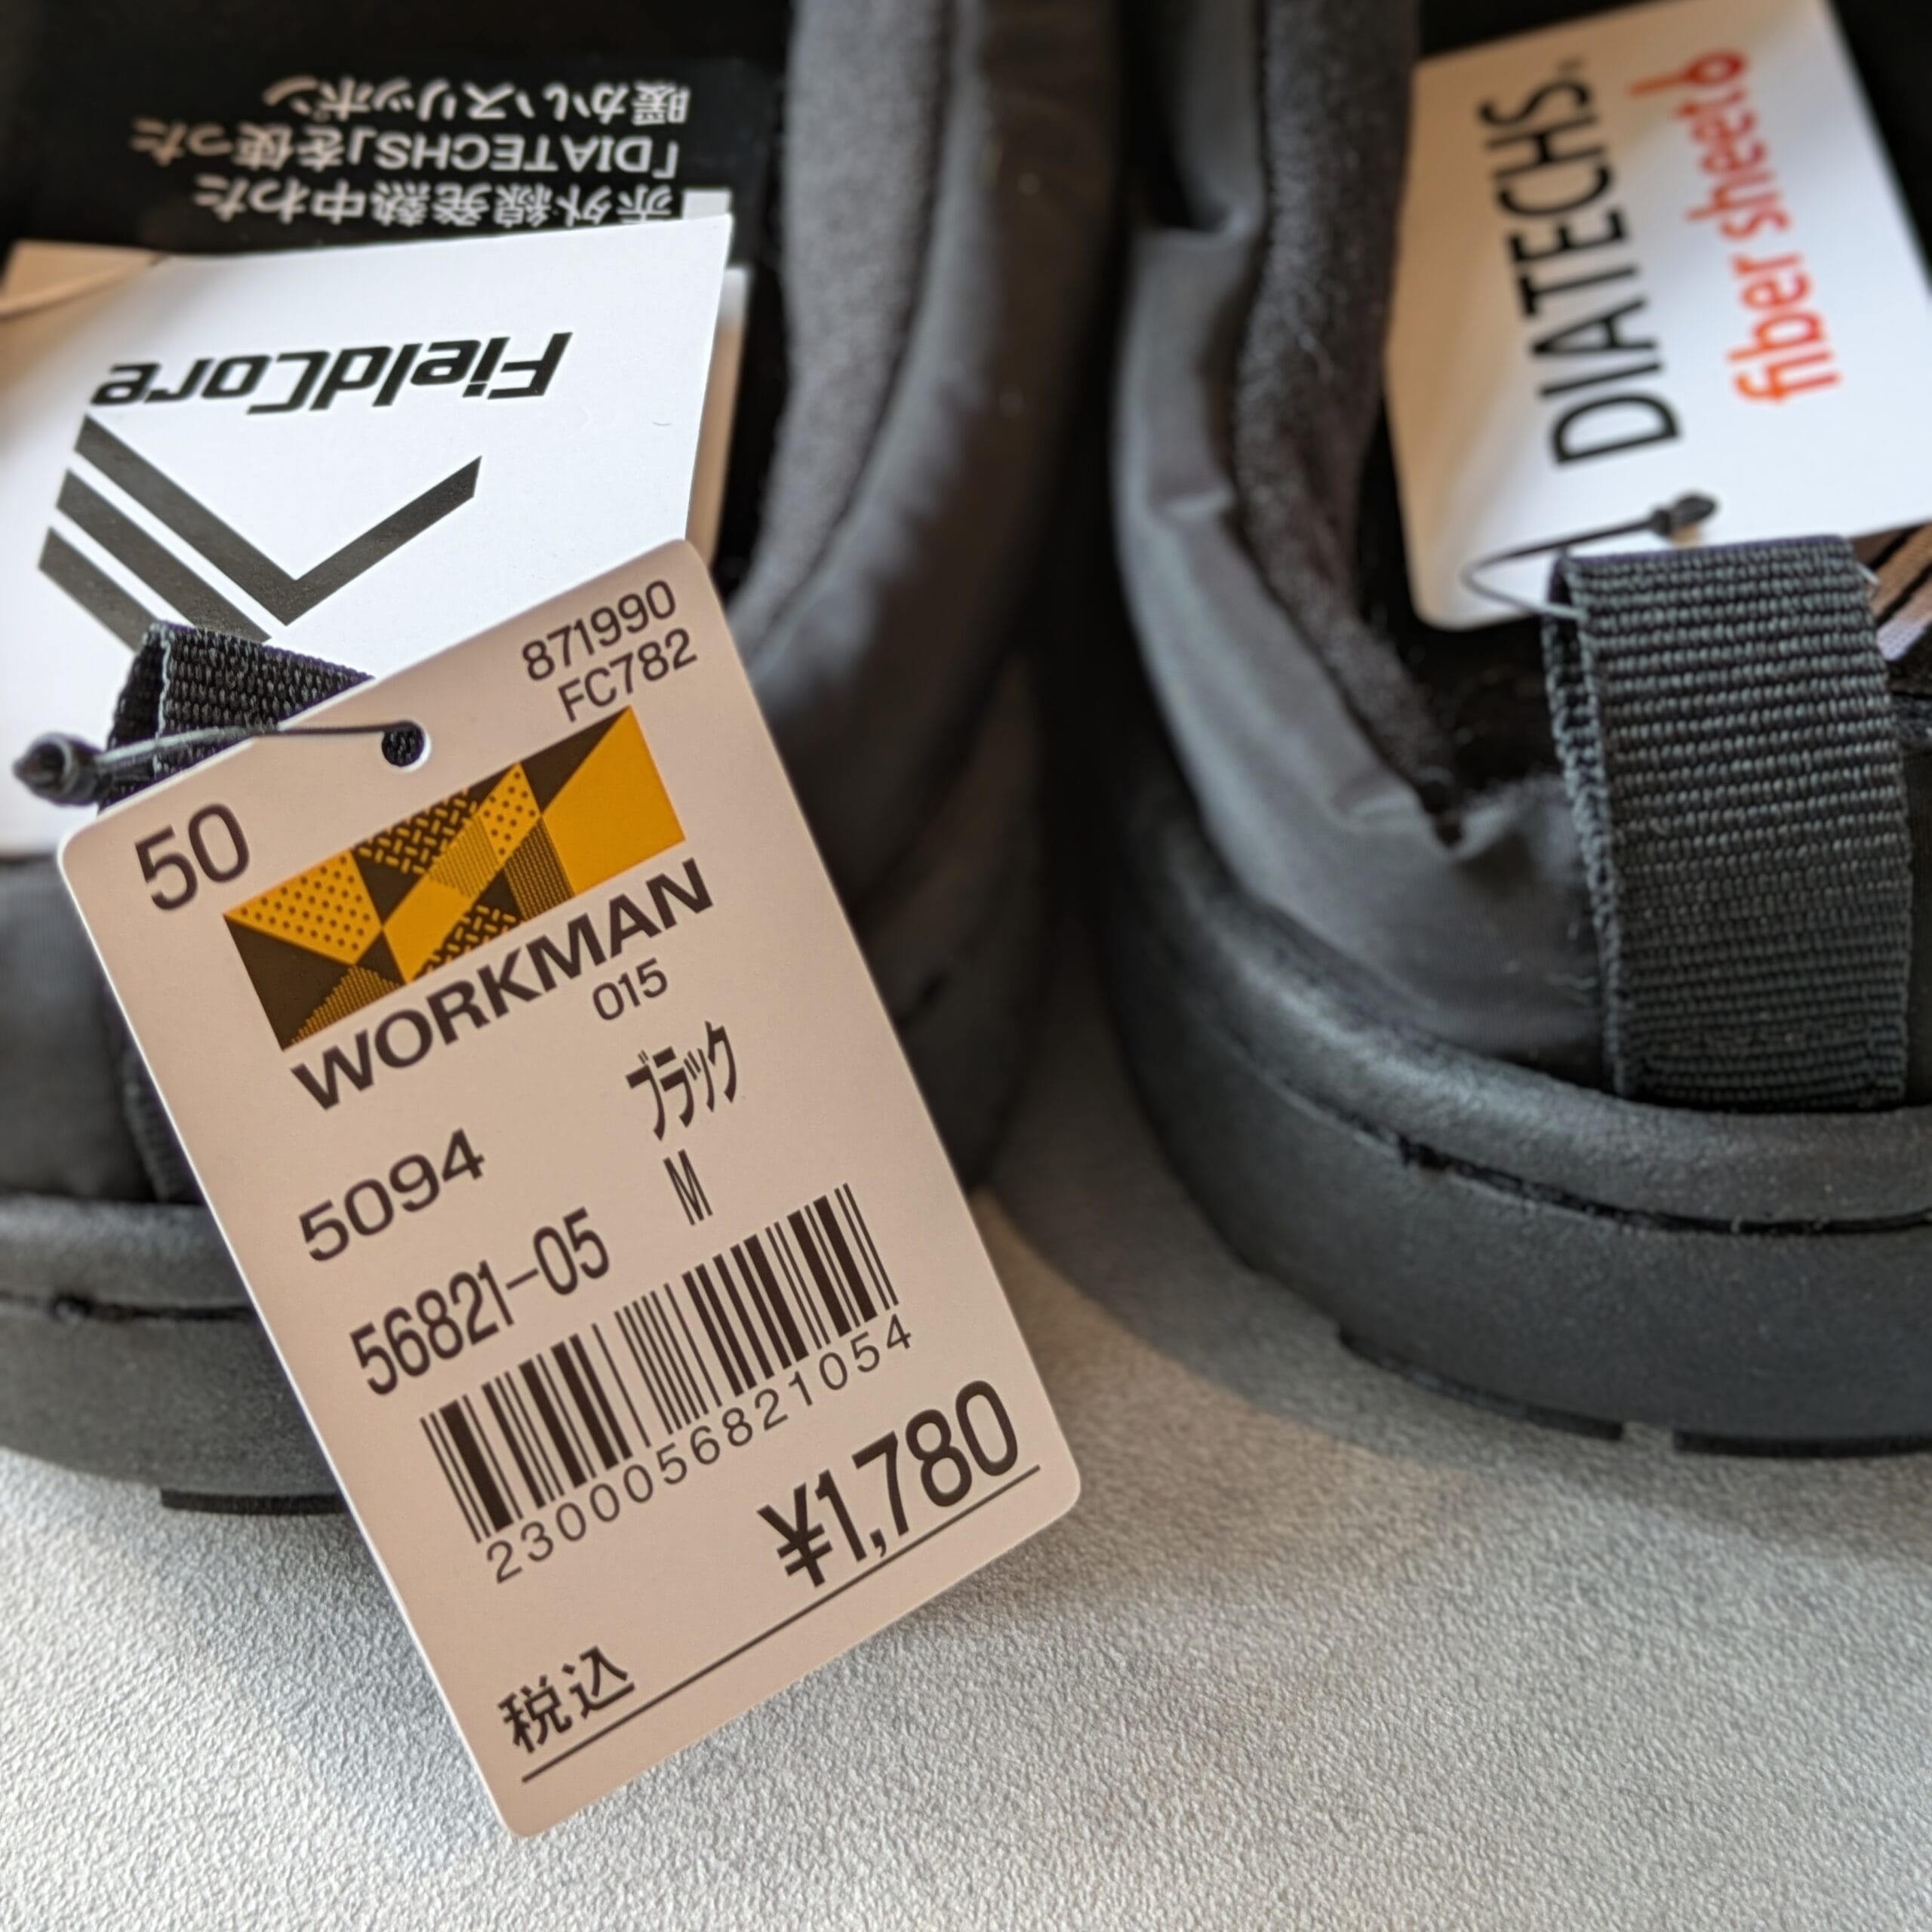 ■赤外線発熱中わた
「DIATECHS」を使った
暖かいスリッポン
FieldCore
DIATECHS
fiber sheet
871990
FC782
50
WORKMAN
015
ブラック
5094
M
56821-05
2300056821054
¥1,780
税込